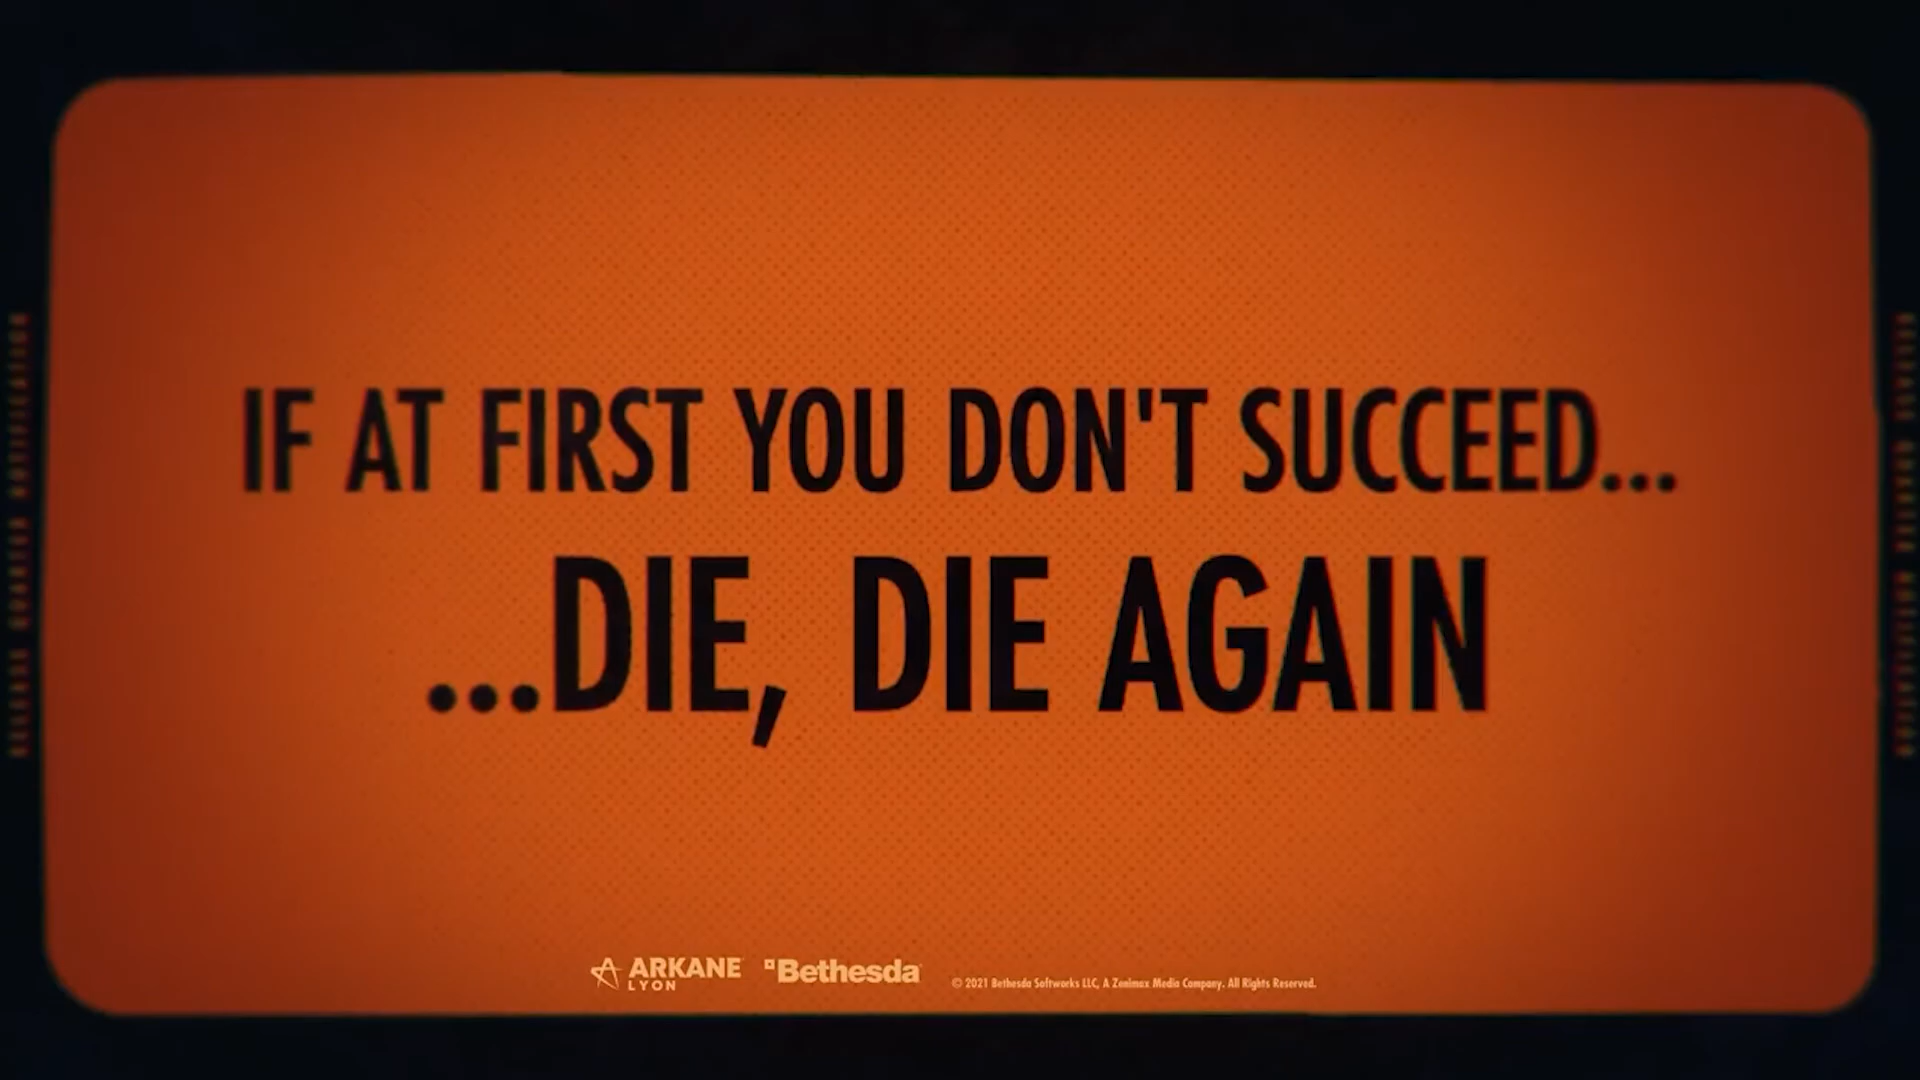 IF AT FIRST YOU DON'T SUCCEED...
...DIE, DIE AGAIN
ARKANE
LYON
Bethesda
© 2021 Bethesda Softworks LLC, A Zenimax Media Company. All Rights Reserved.